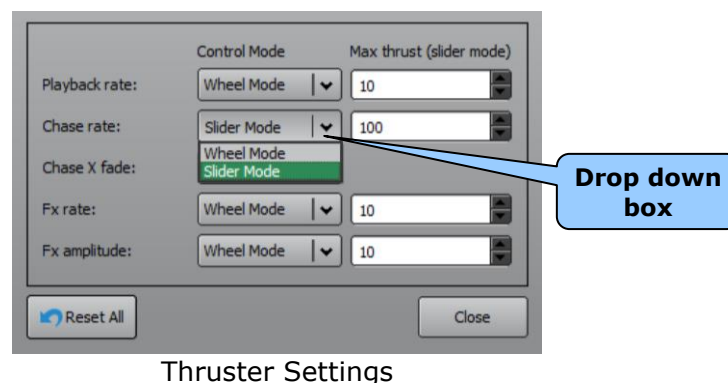 Control Mode Max thrust (slider mode)
Playback rate: Wheel Mode 10
Chase rate: Slider Mode 100
Wheel Mode
Chase X fade: Slider Mode
Fx rate: Wheel Mode 10
Fx amplitude: Wheel Mode 10
Reset All Close
Drop down
box
Thruster Settings